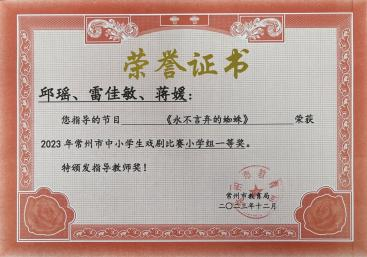 荣誉证书
邱瑶、雷佳敏、蒋媛：
您指导的节目 《永不言弃的蜘蛛》 荣获
2023年常州市中小学生戏剧比赛小学组一等奖。
特颁发指导教师奖！
常州市教育局
二〇二三年十二月